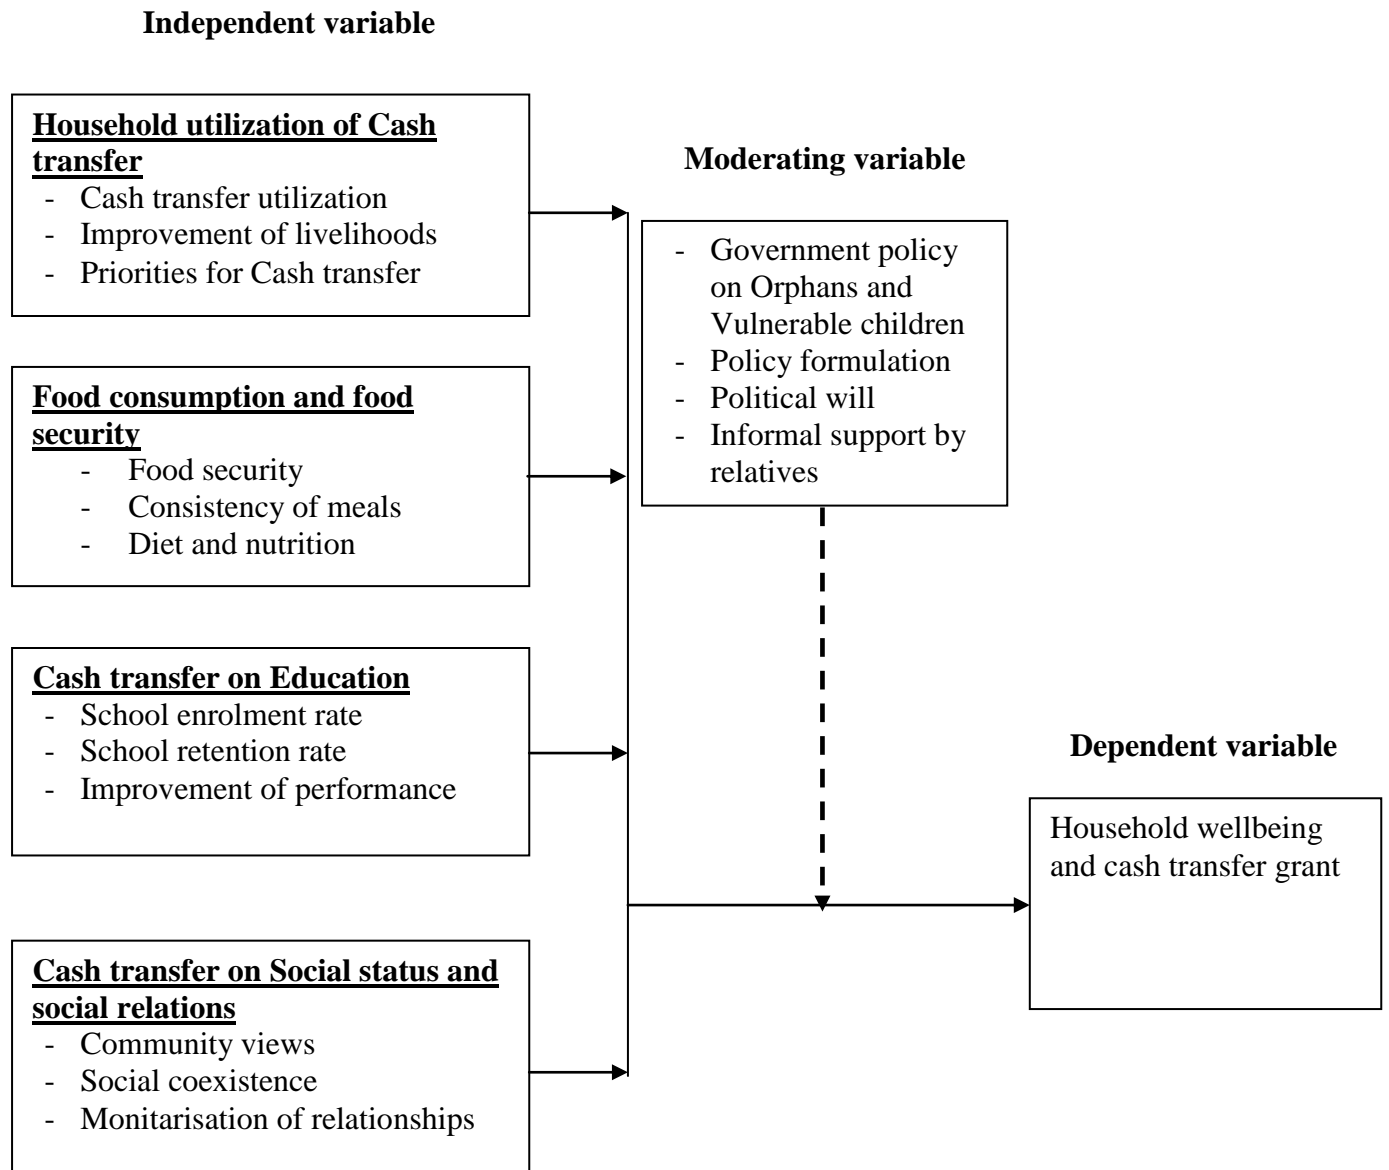 Independent variable
Household utilization of Cash
transfer
- Cash transfer utilization
- Improvement of livelihoods
- Priorities for Cash transfer
Food consumption and food
security
- Food security
- Consistency of meals
- Diet and nutrition
Cash transfer on Education
- School enrolment rate
- School retention rate
- Improvement of performance
Cash transfer on Social status and
social relations
- Community views
- Social coexistence
- Monitarisation of relationships
Moderating variable
- Government policy
on Orphans and
Vulnerable children
- Policy formulation
- Political will
- Informal support by
relatives
Dependent variable
Household wellbeing
and cash transfer grant